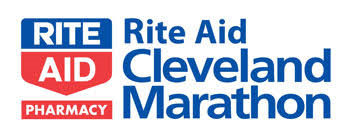 RITE
AID
PHARMACY
Rite Aid
Cleveland
Marathon